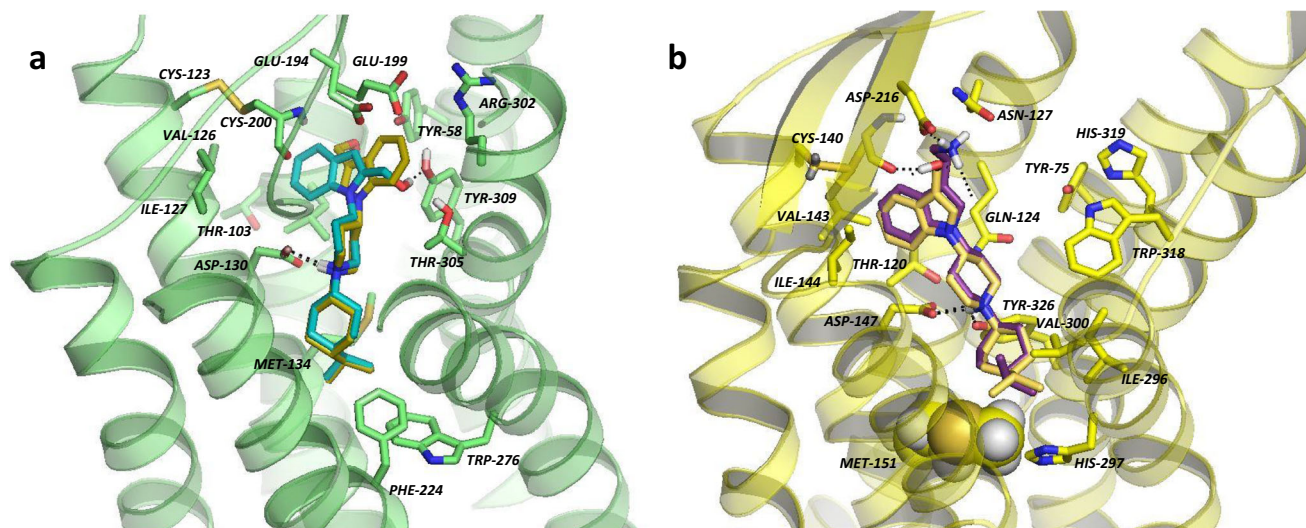 a
GLU-194
GLU-199
CYS-123
ARG-302
CYS-200
TYR-58
VAL-126
TYR-309
ILE-127
THR-103
THR-305
ASP-130
MET-134
TRP-276
PHE-224
b
ASP-216
ASN-127
CYS-140
HIS-319
TYR-75
VAL-143
GLN-124
TRP-318
THR-120
ILE-144
TYR-326
ASP-147
VAL-300
ILE-296
MET-151
HIS-297